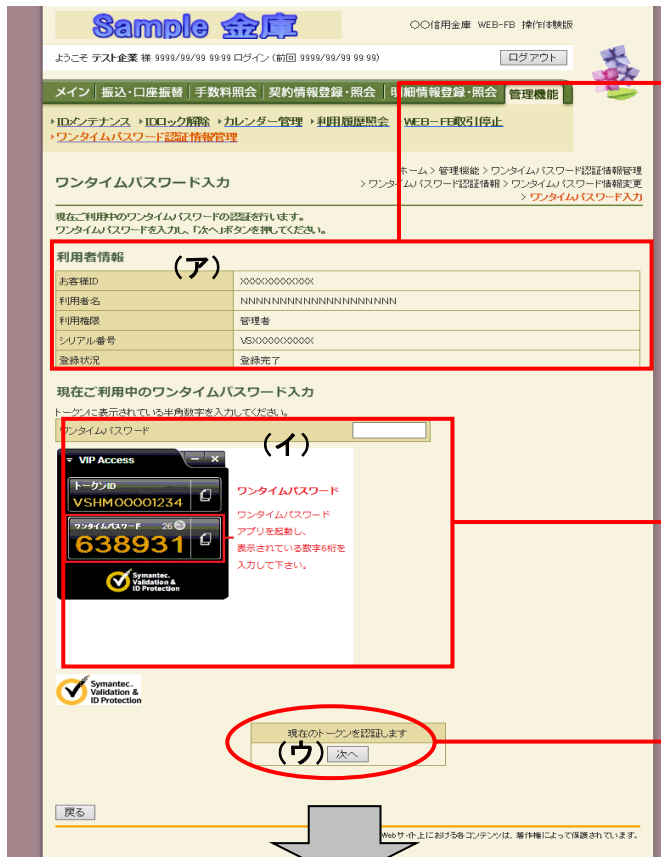 Sample 金庫
〇〇信用金庫 WEB-FB 操作体験版
ようこそ テスト企業 様 9999/99/99 99:99 ログイン (前回 9999/99/99 99:99)
ログアウト
メイン 振込・口座振替 手数料照会 契約情報登録・照会 明細情報登録・照会 管理機能
IDメンテナンス IDロック解除 カレンダー管理 利用履歴照会 WEB-FB取引停止
ワンタイムパスワード認証情報管理
ワンタイムパスワード入力
ホーム > 管理機能 > ワンタイムパスワード認証情報管理
> ワンタイムパスワード認証情報 > ワンタイムパスワード情報変更
> ワンタイムパスワード入力
現在ご利用中のワンタイムパスワードの認証を行います。
ワンタイムパスワードを入力し、「次へ」ボタンを押してください。
利用者情報
(ア)
お客様ID XXXXXXXXXXXX
利用者名 NNNNNNNNNNNNNNNNNNNN
利用権限 管理者
シリアル番号 VSXXXXXXXXXX
登録状況 登録完了
現在ご利用中のワンタイムパスワード入力
トークンに表示されている半角数字を入力してください。
ワンタイムパスワード
(イ)
VIP Access
トークンID
VSHM00001234
ワンタイムパスワード 26
638931
Symantec.
Validation &
ID Protection
ワンタイムパスワード
ワンタイムパスワード
アプリを起動し、
表示されている数字6桁を
入力して下さい。
Symantec.
Validation &
ID Protection
現在のトークンを認証します
(ウ) 次へ
戻る
Webサイト上における各コンテンツは、著作権によって保護されています。